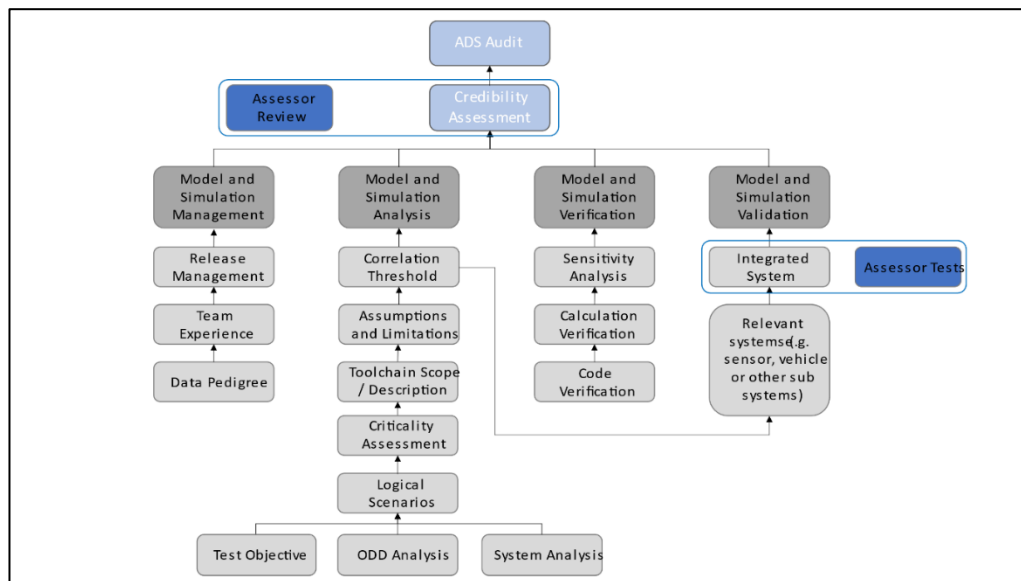 ADS Audit
Assessor
Review
Credibility
Assessment
Model and
Simulation
Management
Model and
Simulation
Analysis
Model and
Simulation
Verification
Model and
Simulation
Validation
Release
Management
Correlation
Threshold
Sensitivity
Analysis
Integrated
System
Assessor Tests
Team
Experience
Assumptions
and Limitations
Calculation
Verification
Relevant
systemse(.g.
sensor, vehicle
or other sub
systems)
Data Pedigree
Toolchain Scope
/ Description
Code
Verification
Criticality
Assessment
Logical
Scenarios
Test Objective
ODD Analysis
System Analysis